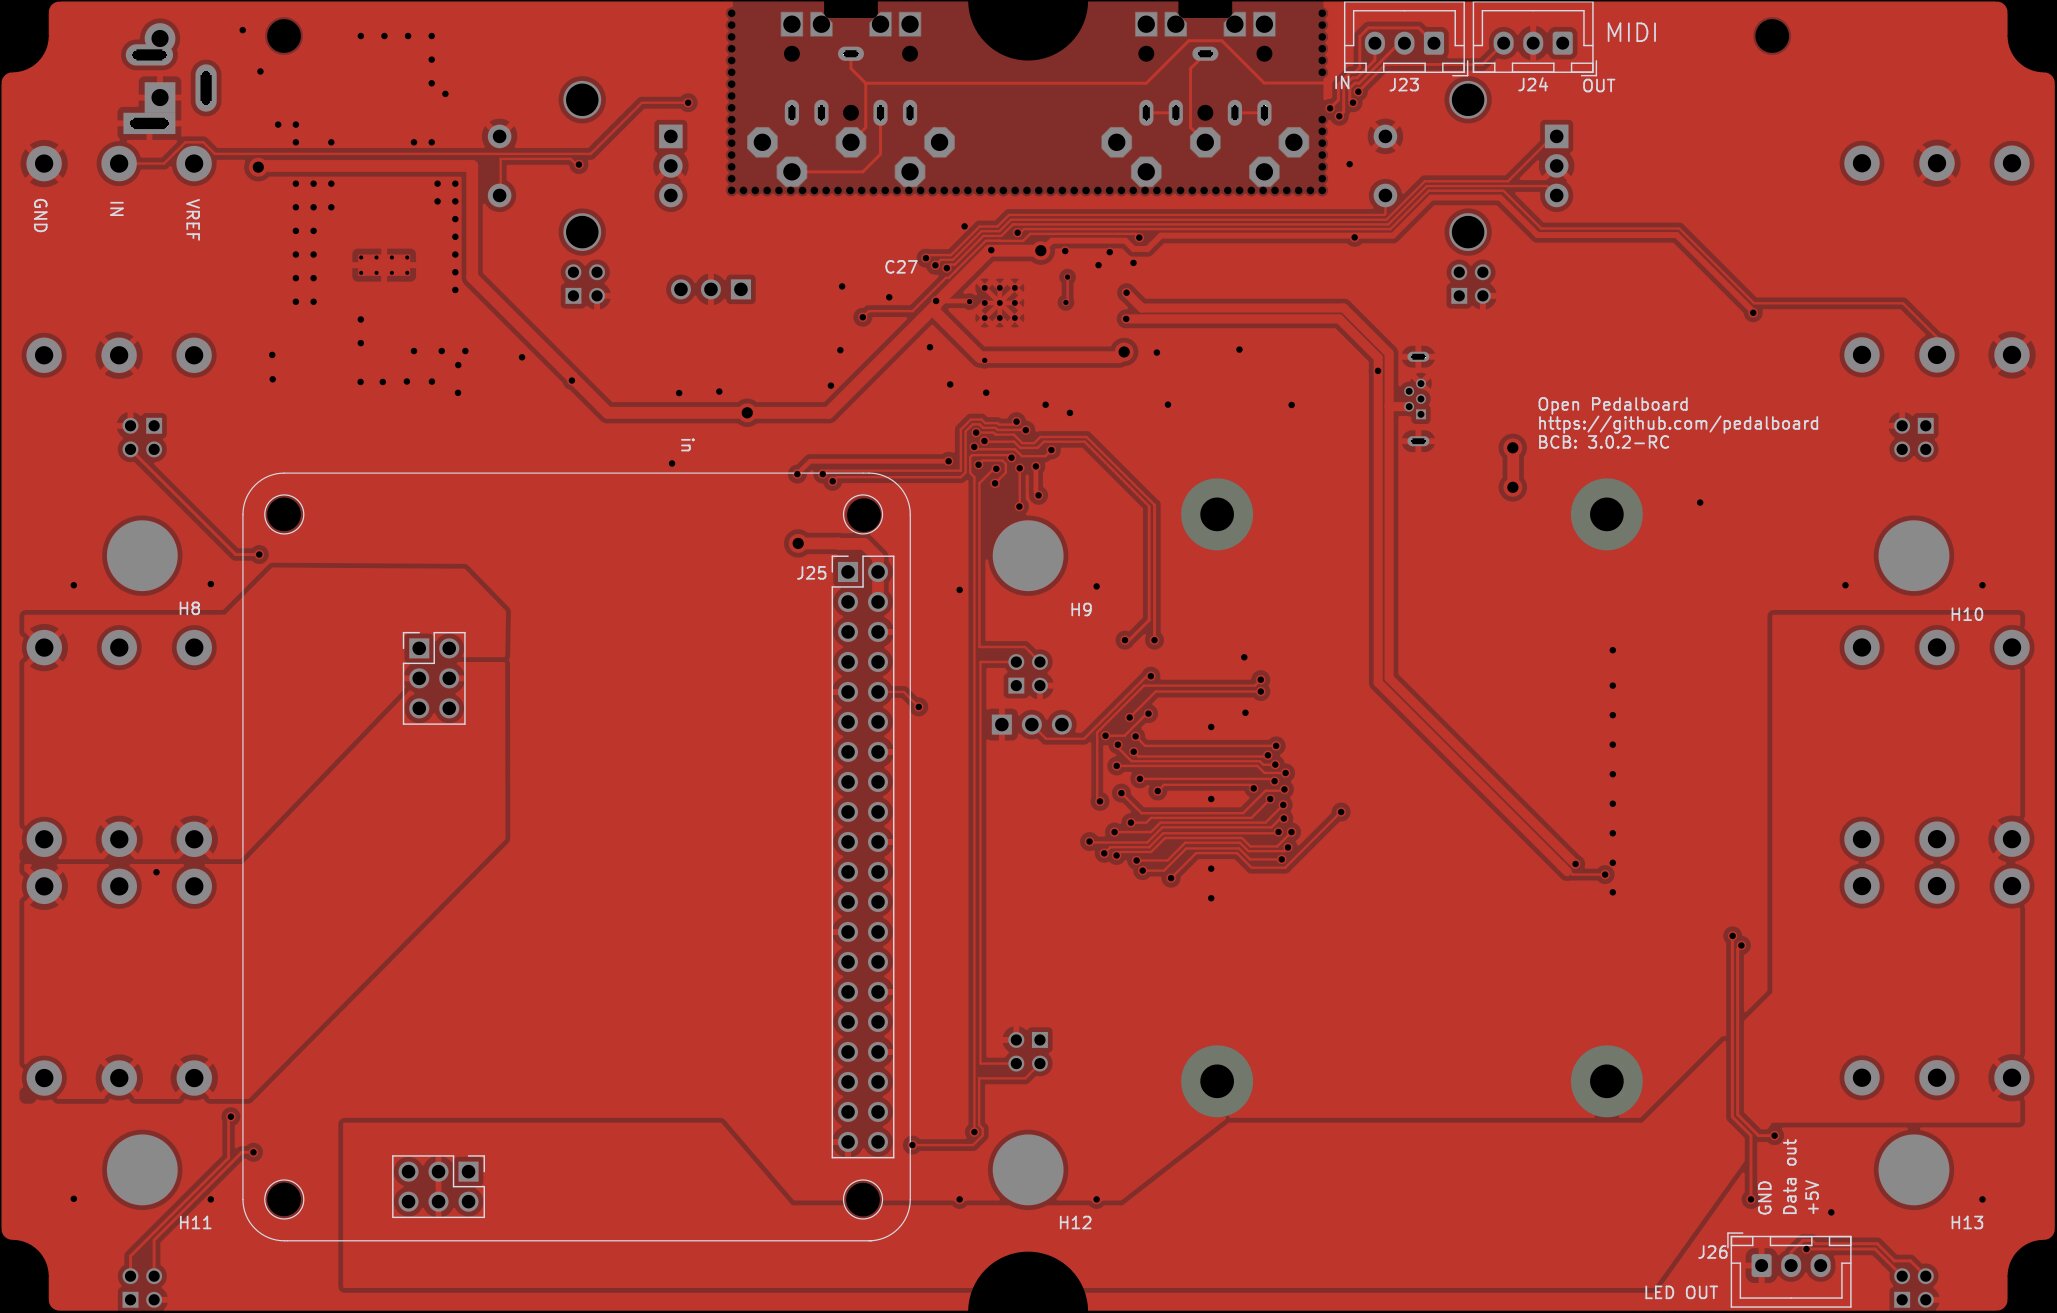 MIDI
IN
J23
J24
OUT
GND
IN
VREF
C27
Open Pedalboard
https://github.com/pedalboard
BCB: 3.0.2-RC
in
J25
H8
H9
H10
GND
Data out
+5V
H11
H12
H13
J26
LED OUT